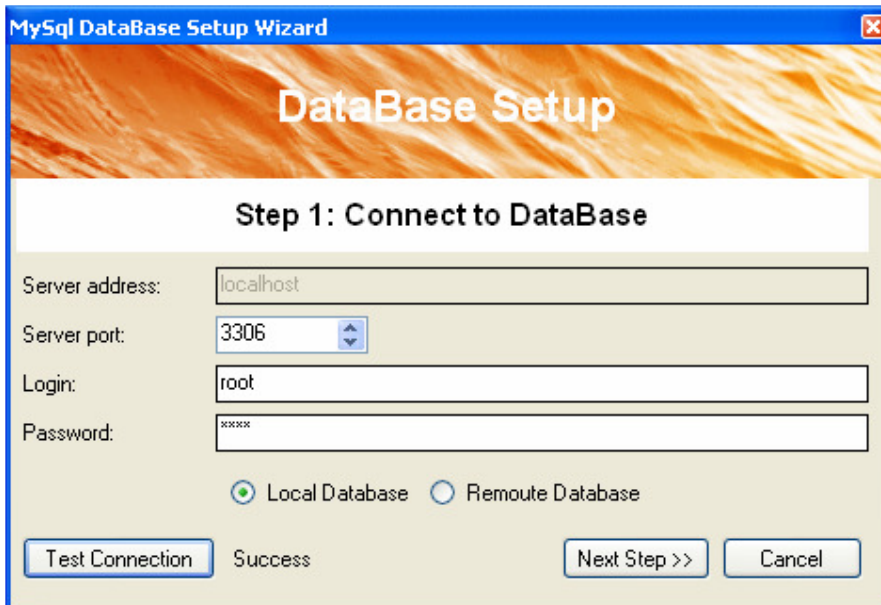 MySql DataBase Setup Wizard
DataBase Setup
Step 1: Connect to DataBase
Server address: localhost
Server port: 3306
Login: root
Password: ****
Local Database Remoute Database
Test Connection Success Next Step >> Cancel